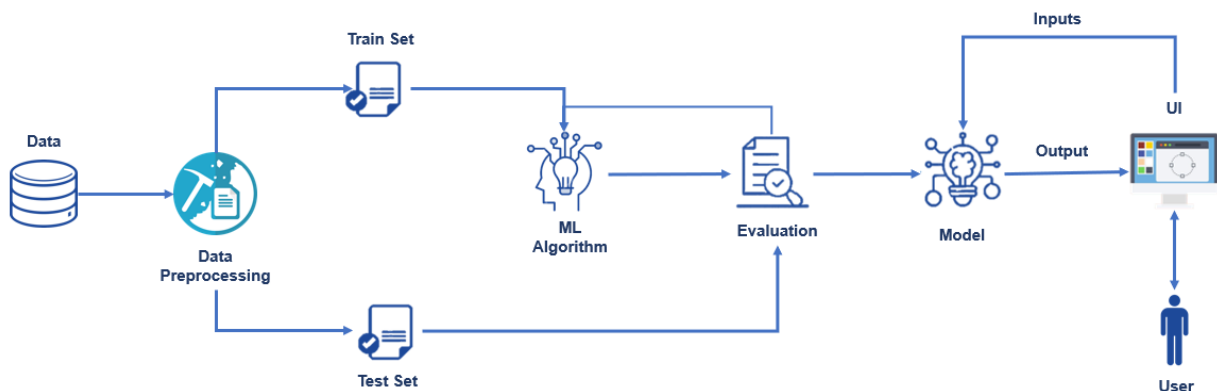 Inputs
Train Set
UI
Data
Output
ML
Algorithm
Evaluation
Model
Data
Preprocessing
Test Set
User